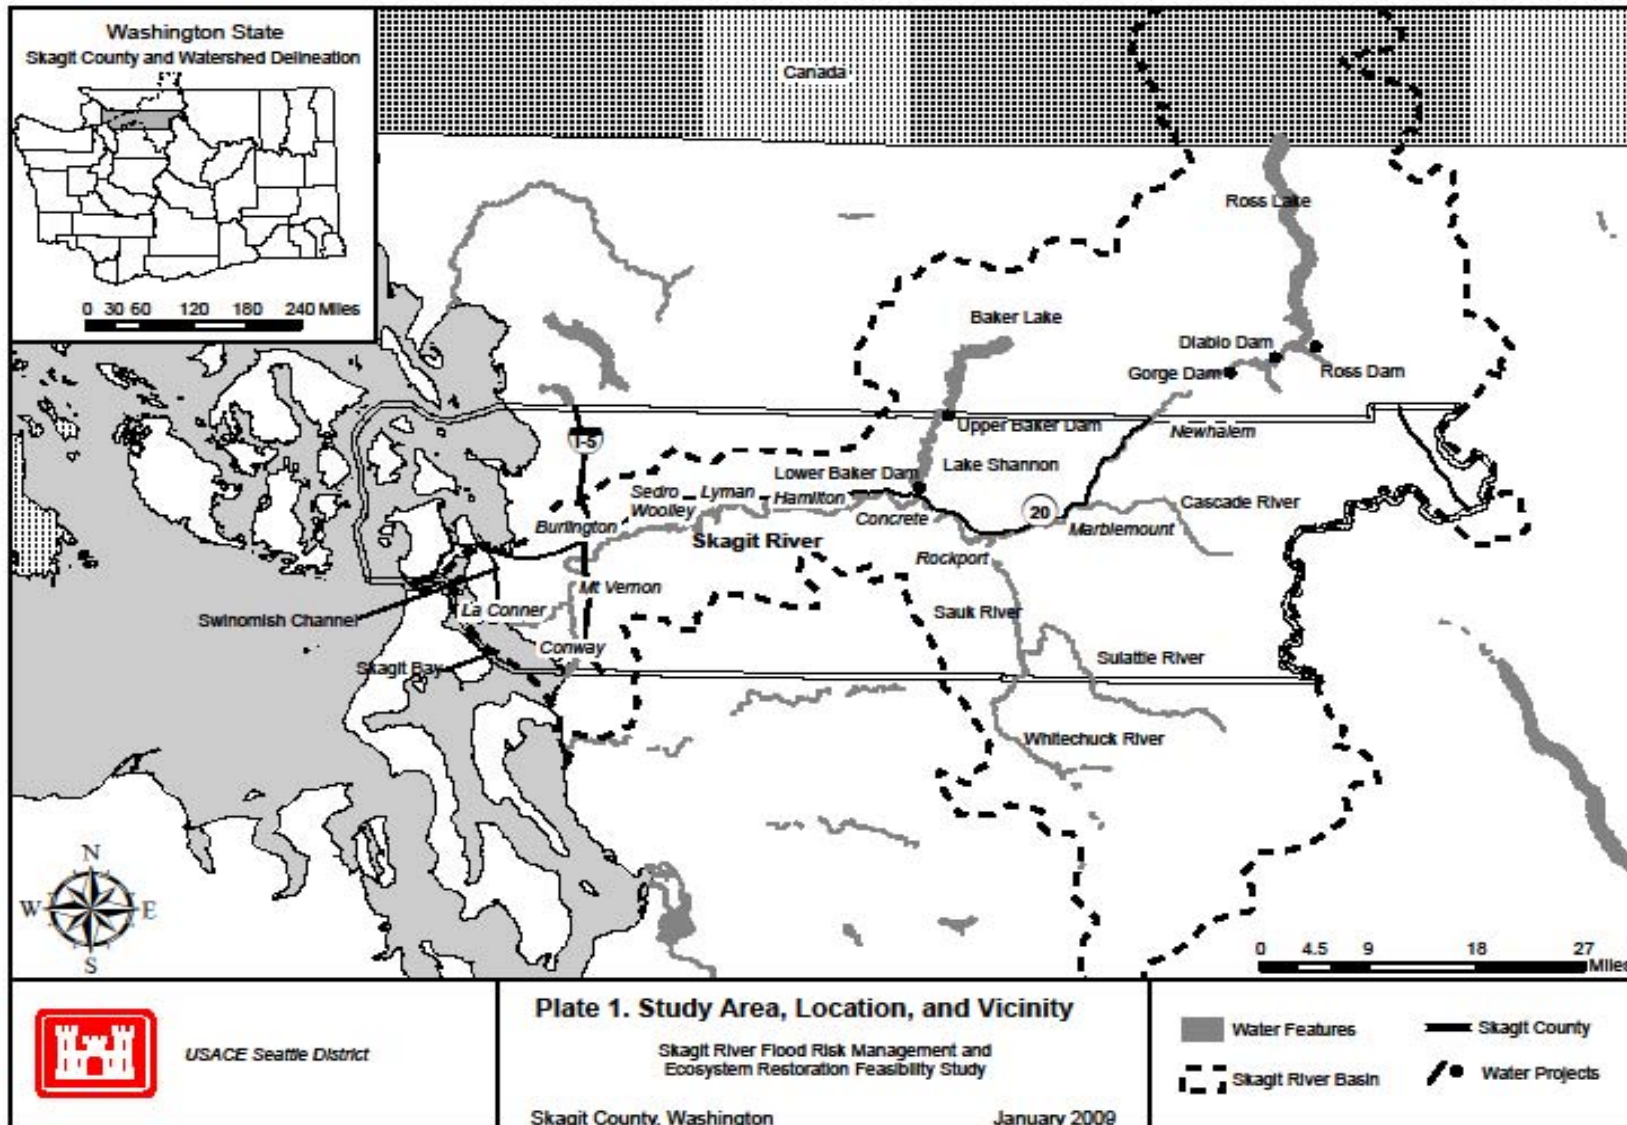 Washington State
Skagit County and Watershed Delineation
0 30 60 120 180 240 Miles
Canada
Ross Lake
Baker Lake
Diablo Dam
Gorge Dam
Ross Dam
Upper Baker Dam
Newhalem
I-5
Lower Baker Dam
Lake Shannon
Sedro
Woolley
Lyman
Hamilton
Cascade River
20
Burlington
Concrete
Marblemount
Skagit River
Rockport
Mt Vernon
La Conner
Sauk River
Swinomish Channel
Conway
Skagit Bay
Sulattle River
Whitechuck River
N
W
E
S
0 4.5 9 18 27
Miles
USACE Seattle District
Plate 1. Study Area, Location, and Vicinity
Skagit River Flood Risk Management and
Ecosystem Restoration Feasibility Study
Skagit County, Washington January 2009
Water Features
Skagit County
Skagit River Basin
Water Projects